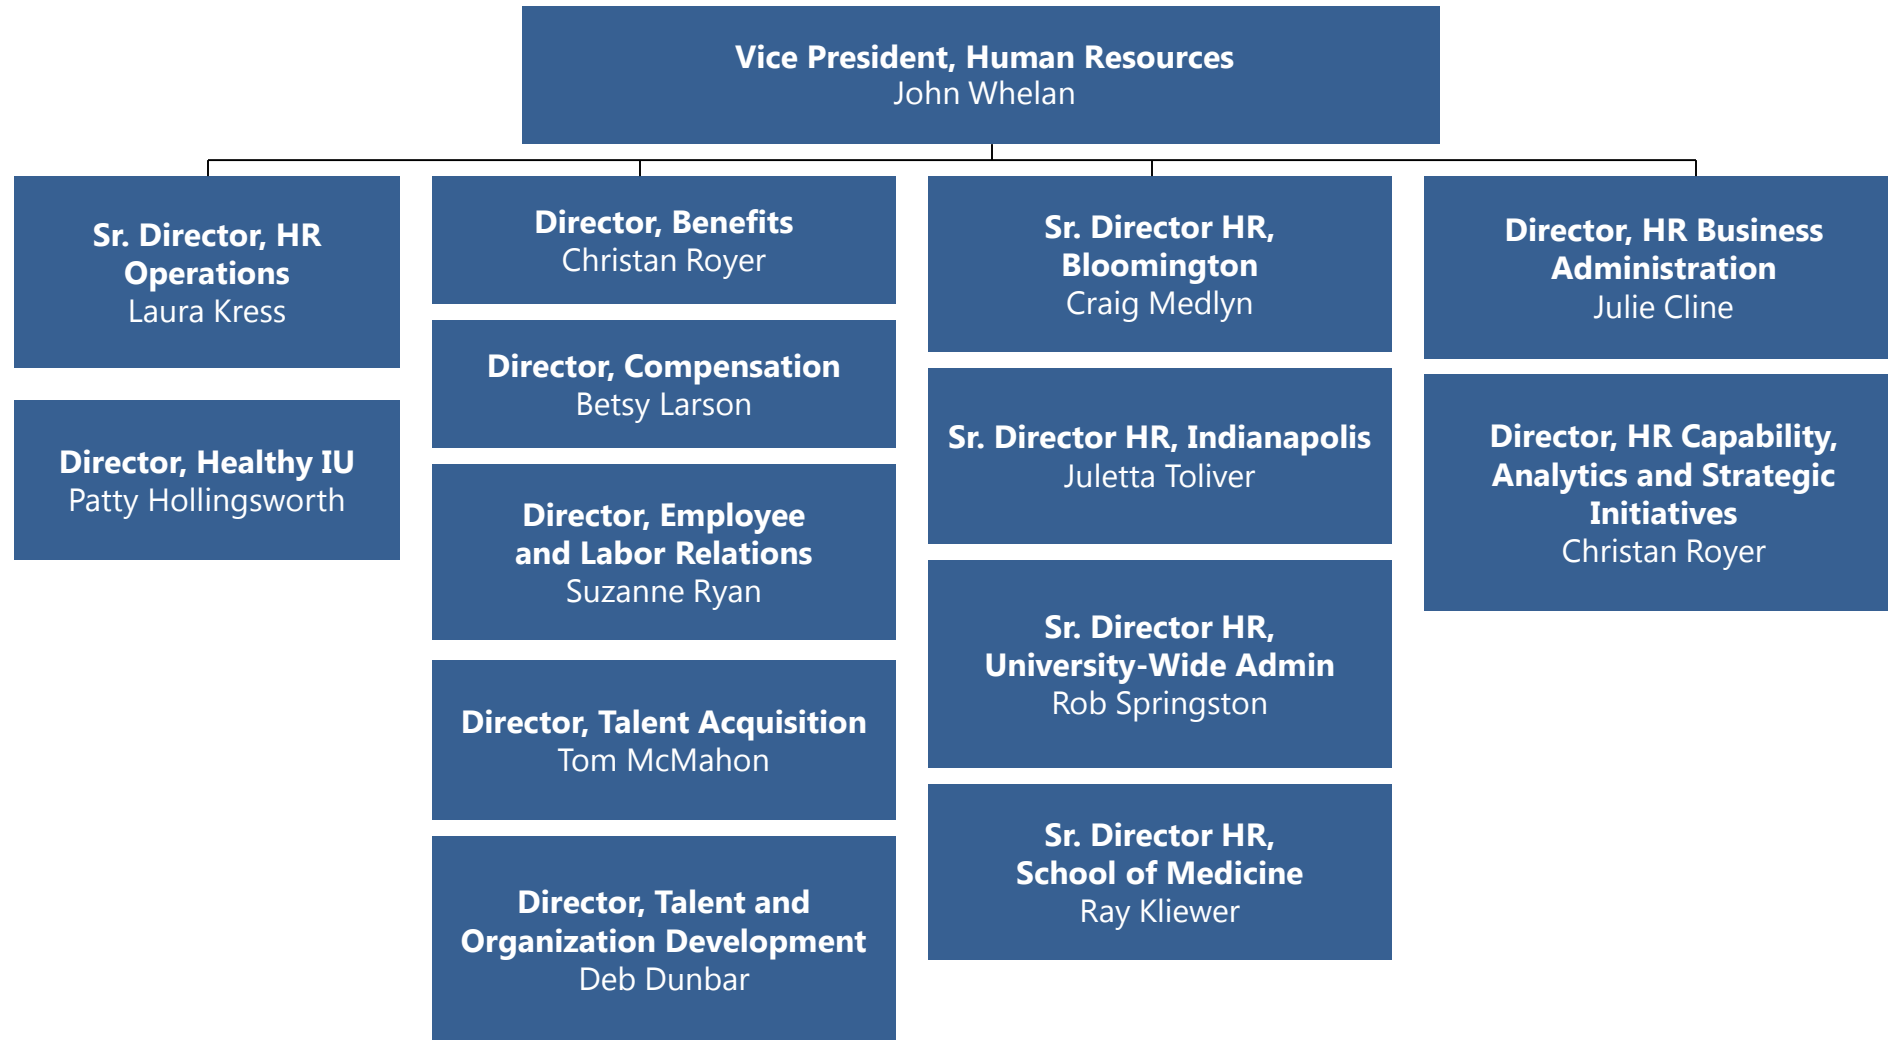 Vice President, Human Resources
John Whelan
Sr. Director, HR
Operations
Laura Kress
Director, Healthy IU
Patty Hollingsworth
Director, Benefits
Christan Royer
Director, Compensation
Betsy Larson
Director, Employee
and Labor Relations
Suzanne Ryan
Director, Talent Acquisition
Tom McMahon
Director, Talent and
Organization Development
Deb Dunbar
Sr. Director HR,
Bloomington
Craig Medlyn
Sr. Director HR, Indianapolis
Juletta Toliver
Sr. Director HR,
University-Wide Admin
Rob Springston
Sr. Director HR,
School of Medicine
Ray Kliewer
Director, HR Business
Administration
Julie Cline
Director, HR Capability,
Analytics and Strategic
Initiatives
Christan Royer